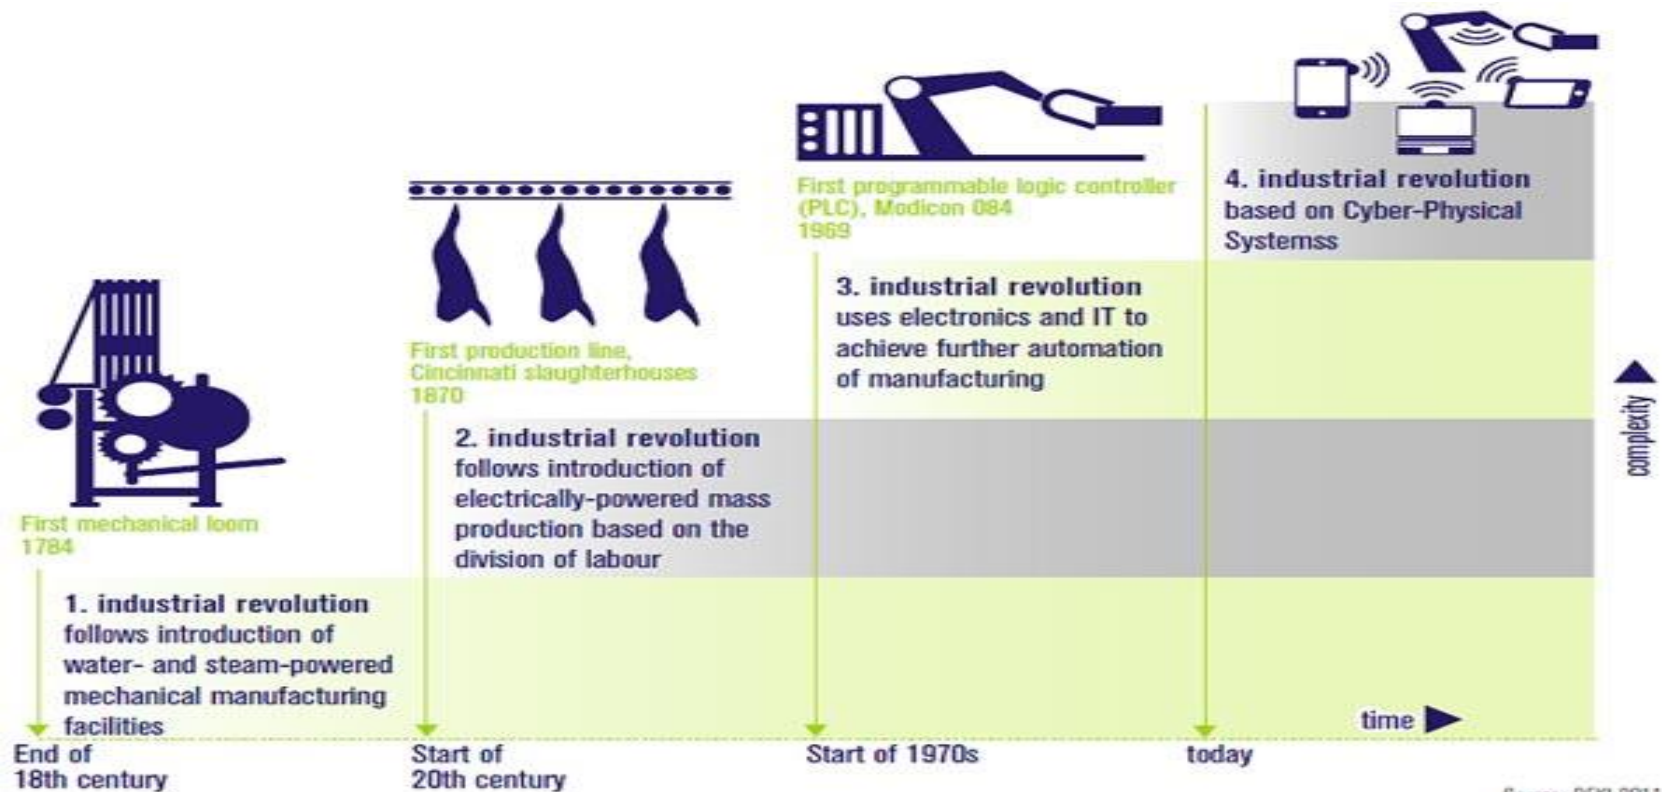 First mechanical loom
1784
1. industrial revolution
follows introduction of
water- and steam-powered
mechanical manufacturing
facilities
End of
18th century
First production line,
Cincinnati slaughterhouses
1870
2. industrial revolution
follows introduction of
electrically-powered mass
production based on the
division of labour
Start of
20th century
First programmable logic controller
(PLC), Modicon 084
1969
3. industrial revolution
uses electronics and IT to
achieve further automation
of manufacturing
Start of 1970s
4. industrial revolution
based on Cyber-Physical
Systemss
today
time
complexity